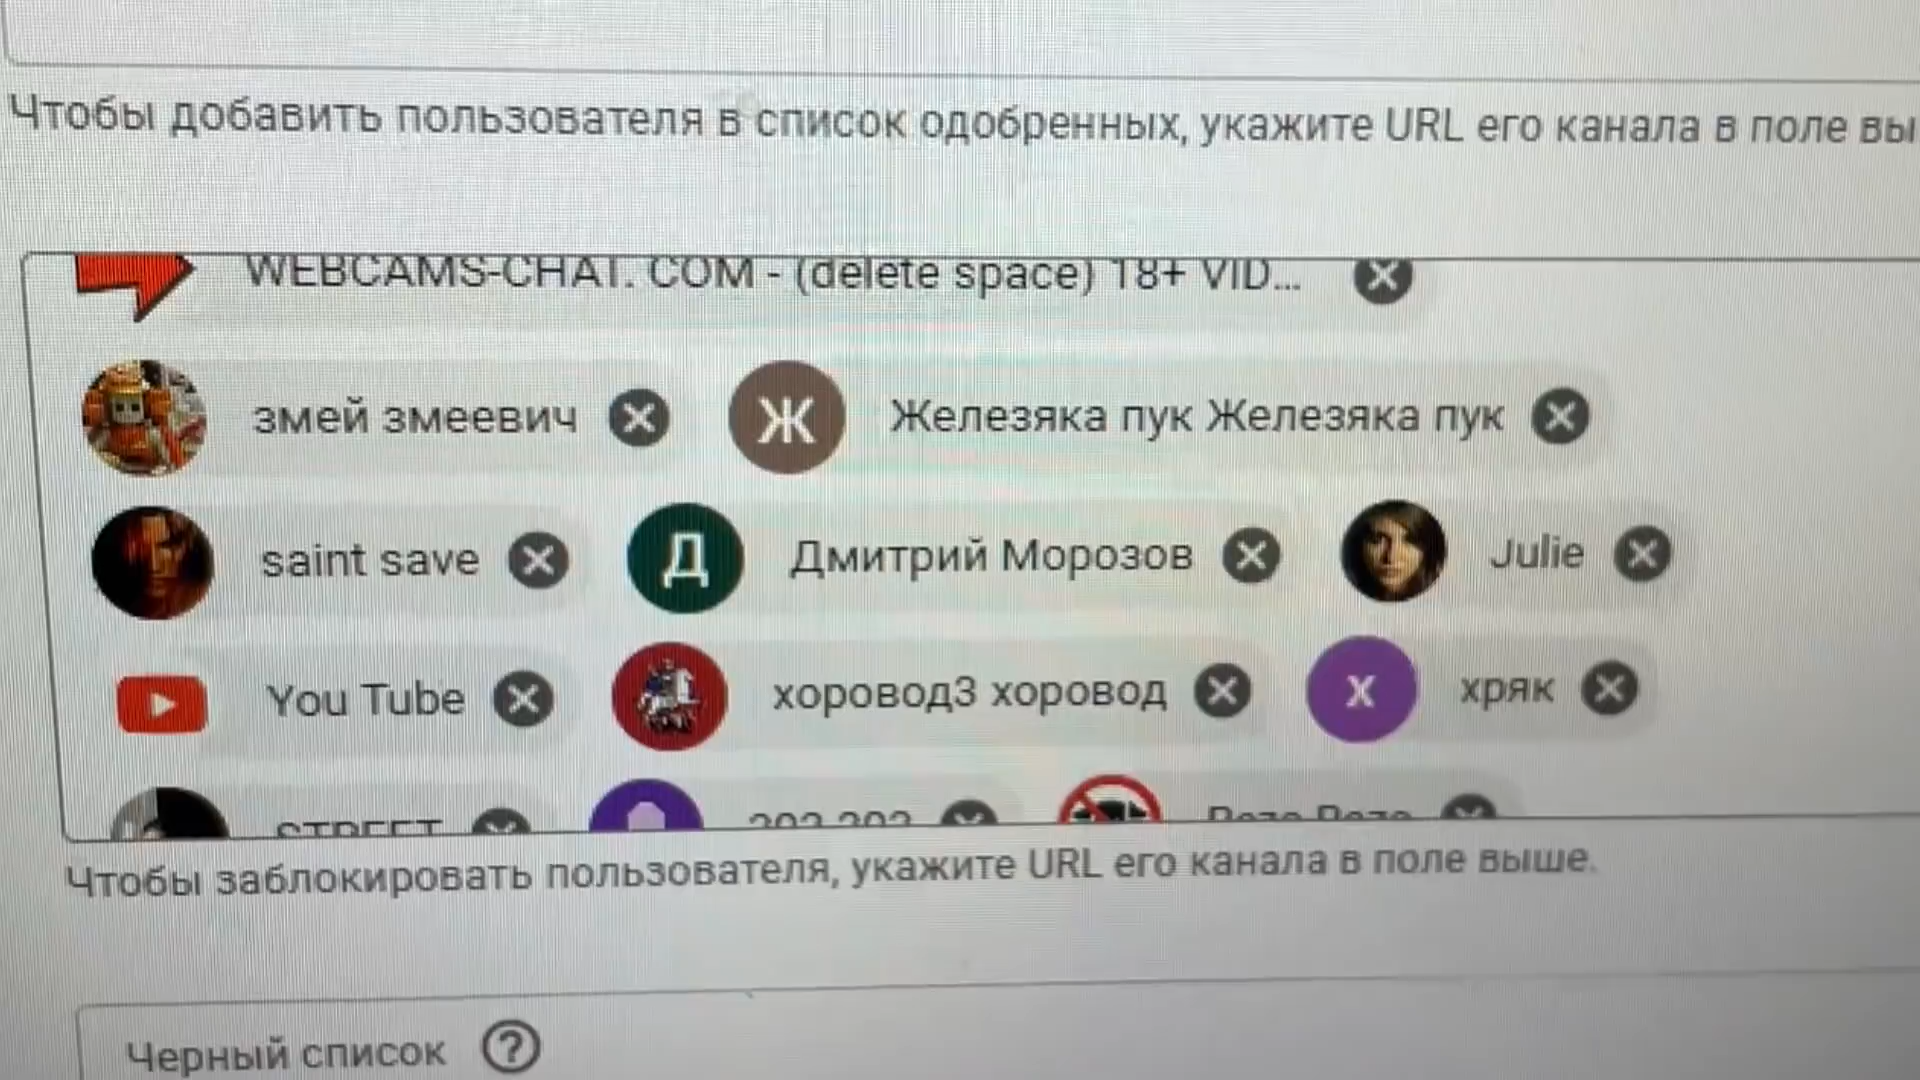 Чтобы добавить пользователя в список одобренных, укажите URL его канала в поле вы
WEBCAMS-CHAT. COM - (delete space) 18+ VID...
змей змеевич Ж Железяка пук Железяка пук
saint save Д Дмитрий Морозов Julie
You Tube хоровод3 хоровод х хряк
Чтобы заблокировать пользователя, укажите URL его канала в поле выше.
Черный список ?